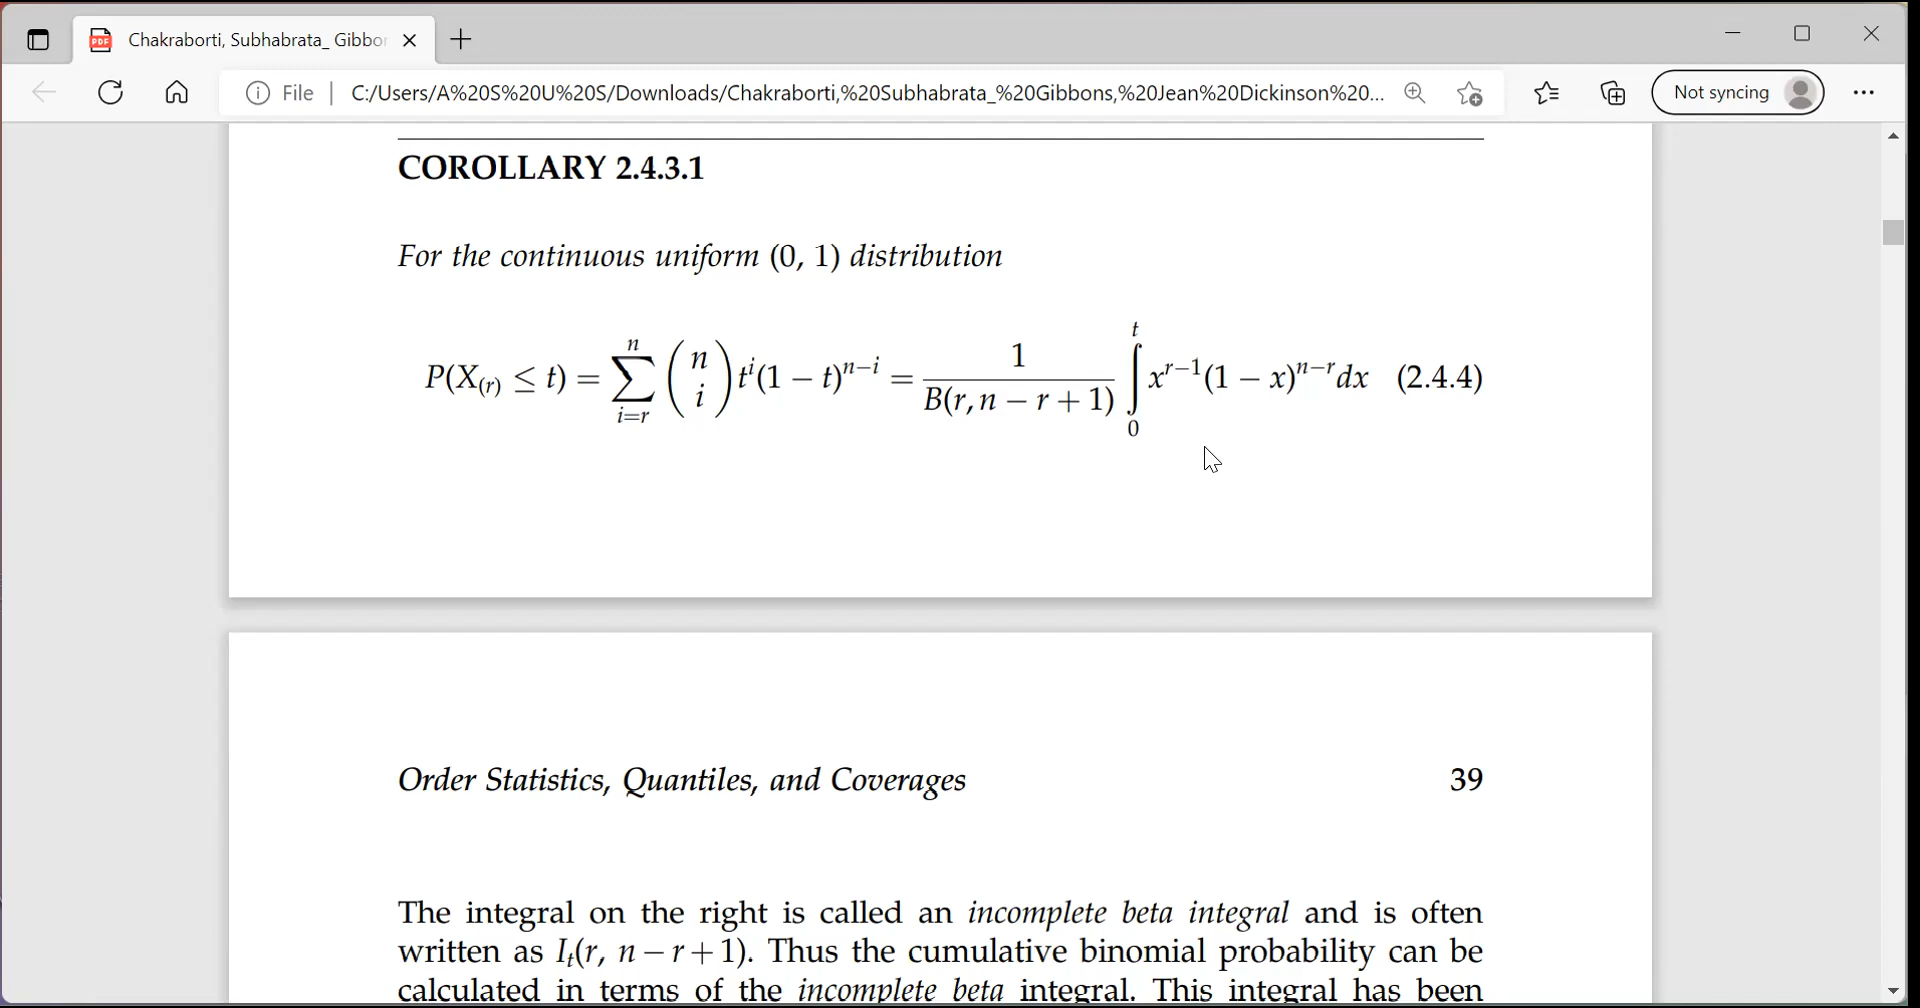 Chakraborti, Subhabrata_ Gibbo
File | C:/Users/A%20S%20U%20S/Downloads/Chakraborti,%20Subhabrata_%20Gibbons,%20Jean%20Dickinson%20... Not syncing
COROLLARY 2.4.3.1
For the continuous uniform (0, 1) distribution
P(X₍ᵣ₎ ≤ t) = ∑_{i=r}^{n} (n i) t^i (1 − t)^{n−i} = 1/B(r, n − r + 1) ∫_0^t x^{r−1}(1 − x)^{n−r}dx (2.4.4)
Order Statistics, Quantiles, and Coverages 39
The integral on the right is called an incomplete beta integral and is often
written as I_t(r, n − r + 1). Thus the cumulative binomial probability can be
calculated in terms of the incomplete beta integral. This integral has been